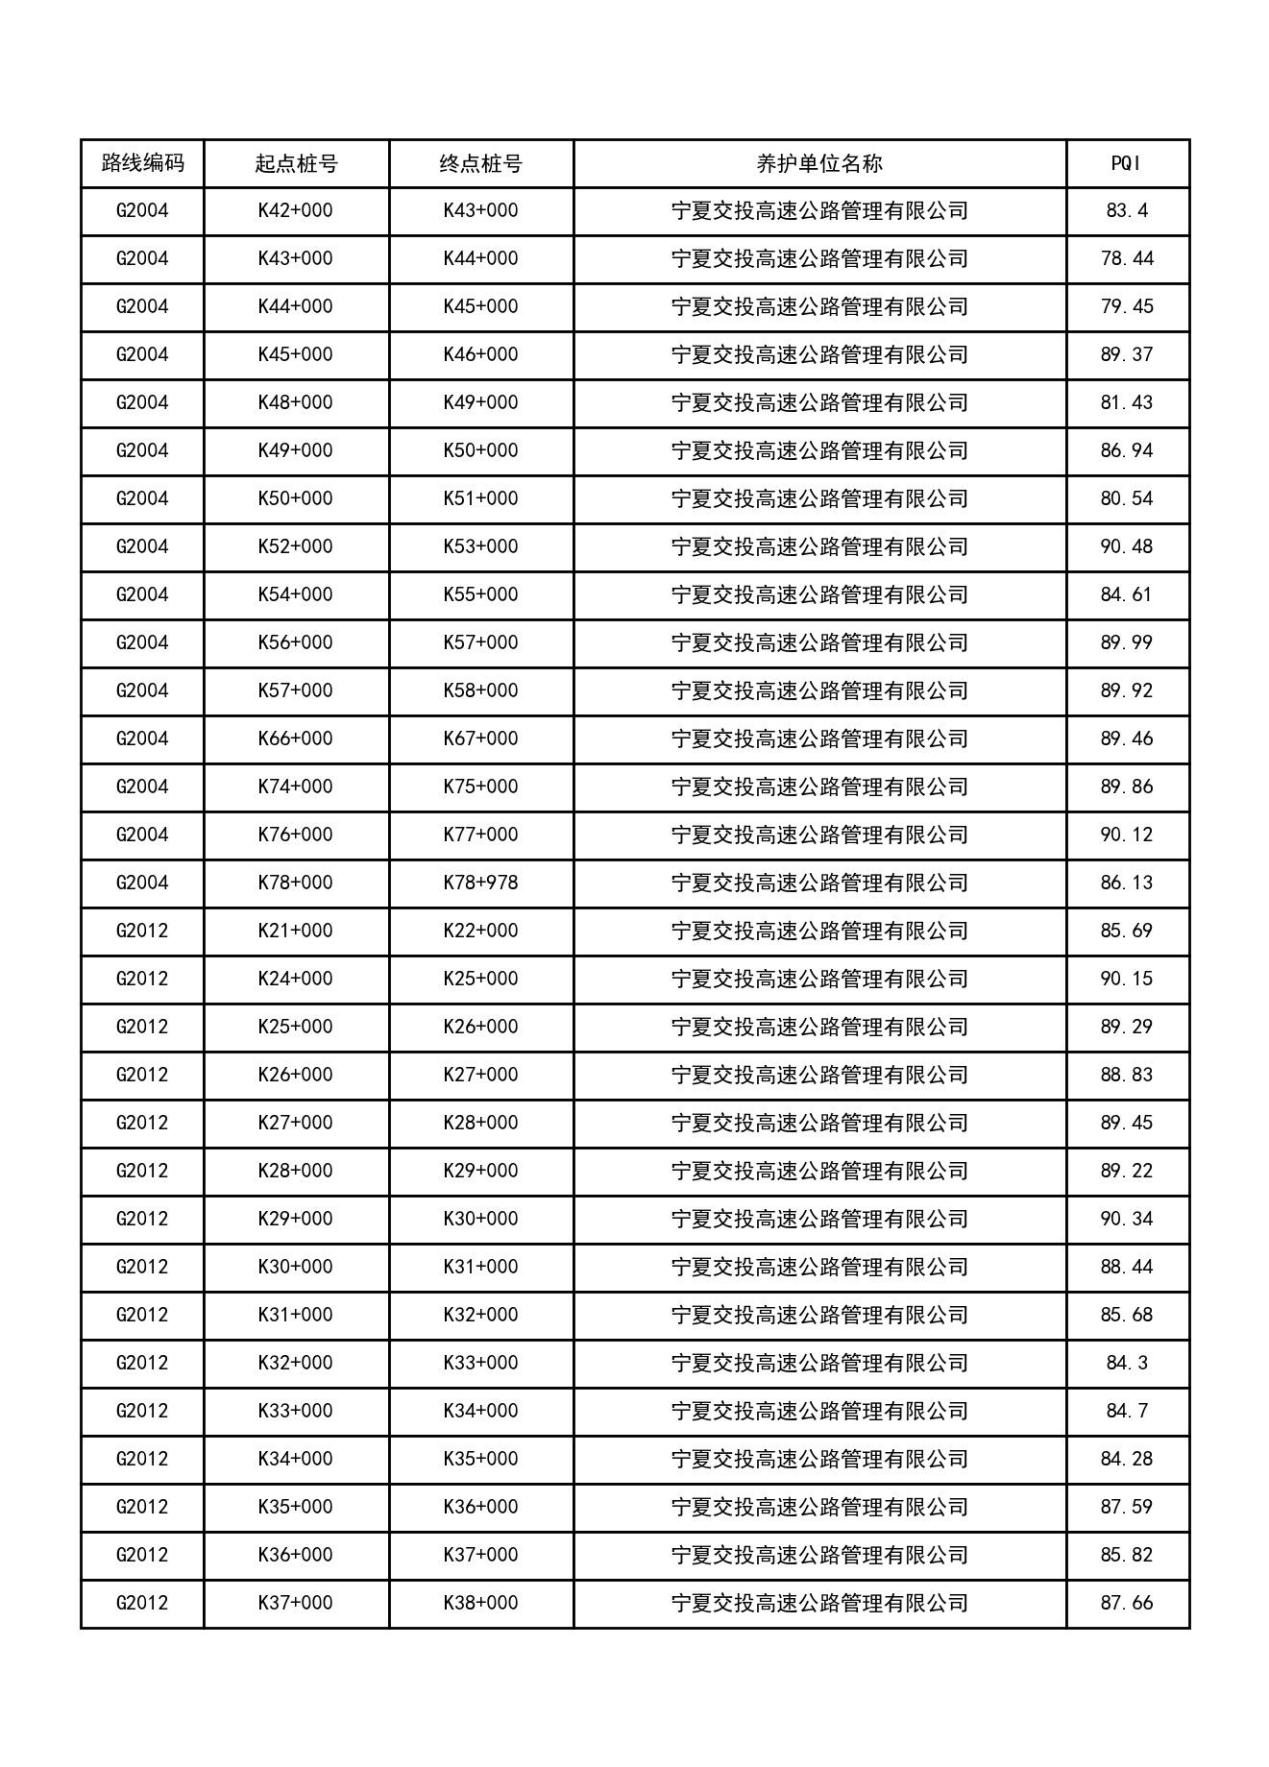 路线编码 起点桩号 终点桩号 养护单位名称 PQI
G2004 K42+000 K43+000 宁夏交投高速公路管理有限公司 83.4
G2004 K43+000 K44+000 宁夏交投高速公路管理有限公司 78.44
G2004 K44+000 K45+000 宁夏交投高速公路管理有限公司 79.45
G2004 K45+000 K46+000 宁夏交投高速公路管理有限公司 89.37
G2004 K48+000 K49+000 宁夏交投高速公路管理有限公司 81.43
G2004 K49+000 K50+000 宁夏交投高速公路管理有限公司 86.94
G2004 K50+000 K51+000 宁夏交投高速公路管理有限公司 80.54
G2004 K52+000 K53+000 宁夏交投高速公路管理有限公司 90.48
G2004 K54+000 K55+000 宁夏交投高速公路管理有限公司 84.61
G2004 K56+000 K57+000 宁夏交投高速公路管理有限公司 89.99
G2004 K57+000 K58+000 宁夏交投高速公路管理有限公司 89.92
G2004 K66+000 K67+000 宁夏交投高速公路管理有限公司 89.46
G2004 K74+000 K75+000 宁夏交投高速公路管理有限公司 89.86
G2004 K76+000 K77+000 宁夏交投高速公路管理有限公司 90.12
G2004 K78+000 K78+978 宁夏交投高速公路管理有限公司 86.13
G2012 K21+000 K22+000 宁夏交投高速公路管理有限公司 85.69
G2012 K24+000 K25+000 宁夏交投高速公路管理有限公司 90.15
G2012 K25+000 K26+000 宁夏交投高速公路管理有限公司 89.29
G2012 K26+000 K27+000 宁夏交投高速公路管理有限公司 88.83
G2012 K27+000 K28+000 宁夏交投高速公路管理有限公司 89.45
G2012 K28+000 K29+000 宁夏交投高速公路管理有限公司 89.22
G2012 K29+000 K30+000 宁夏交投高速公路管理有限公司 90.34
G2012 K30+000 K31+000 宁夏交投高速公路管理有限公司 88.44
G2012 K31+000 K32+000 宁夏交投高速公路管理有限公司 85.68
G2012 K32+000 K33+000 宁夏交投高速公路管理有限公司 84.3
G2012 K33+000 K34+000 宁夏交投高速公路管理有限公司 84.7
G2012 K34+000 K35+000 宁夏交投高速公路管理有限公司 84.28
G2012 K35+000 K36+000 宁夏交投高速公路管理有限公司 87.59
G2012 K36+000 K37+000 宁夏交投高速公路管理有限公司 85.82
G2012 K37+000 K38+000 宁夏交投高速公路管理有限公司 87.66